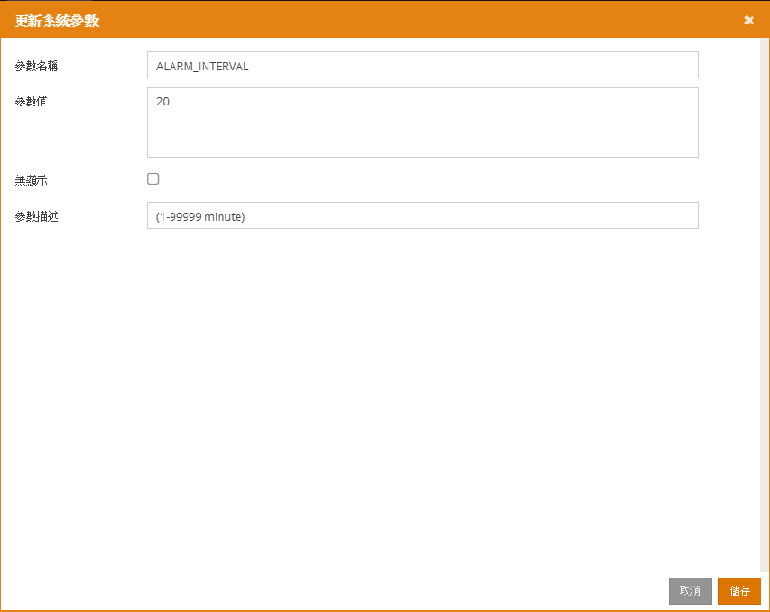 更新系統參數
參數名稱
ALARM_INTERVAL
參數值
20
無顯示
參數描述
(1-99999 minute)
取消
儲存